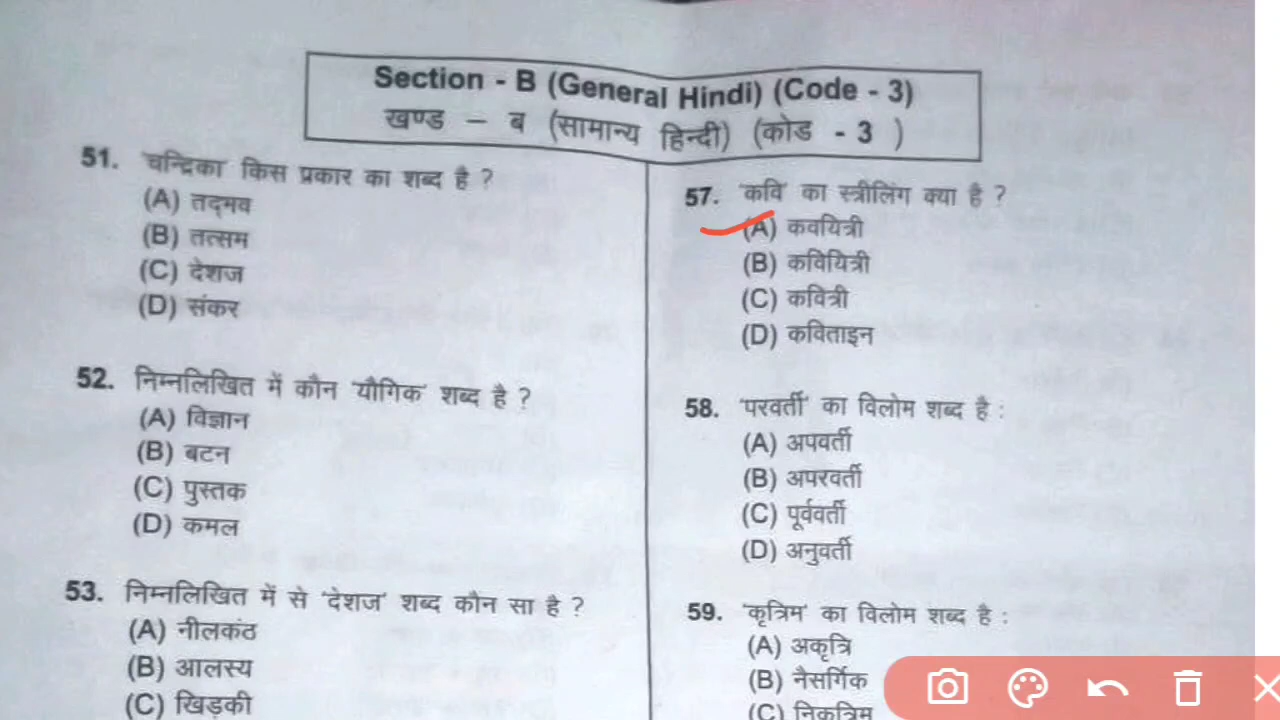 Section - B (General Hindi) (Code - 3)
खण्ड – ब (सामान्य हिन्दी) (कोड - 3 )
51. 'चन्द्रिका' किस प्रकार का शब्द है ?
(A) तद्भव
(B) तत्सम
(C) देशज
(D) संकर
52. निम्नलिखित में कौन 'यौगिक' शब्द है ?
(A) विज्ञान
(B) बटन
(C) पुस्तक
(D) कमल
53. निम्नलिखित में से 'देशज' शब्द कौन सा है ?
(A) नीलकंठ
(B) आलस्य
(C) खिड़की
57. 'कवि' का स्त्रीलिंग क्या है ?
(A) कवयित्री
(B) कवियित्री
(C) कवित्री
(D) कविताइन
58. 'परवर्ती' का विलोम शब्द है :
(A) अपवर्ती
(B) अपरवर्ती
(C) पूर्ववर्ती
(D) अनुवर्ती
59. 'कृत्रिम' का विलोम शब्द है :
(A) अकृत्रि
(B) नैसर्गिक
(C) निकृत्रिम